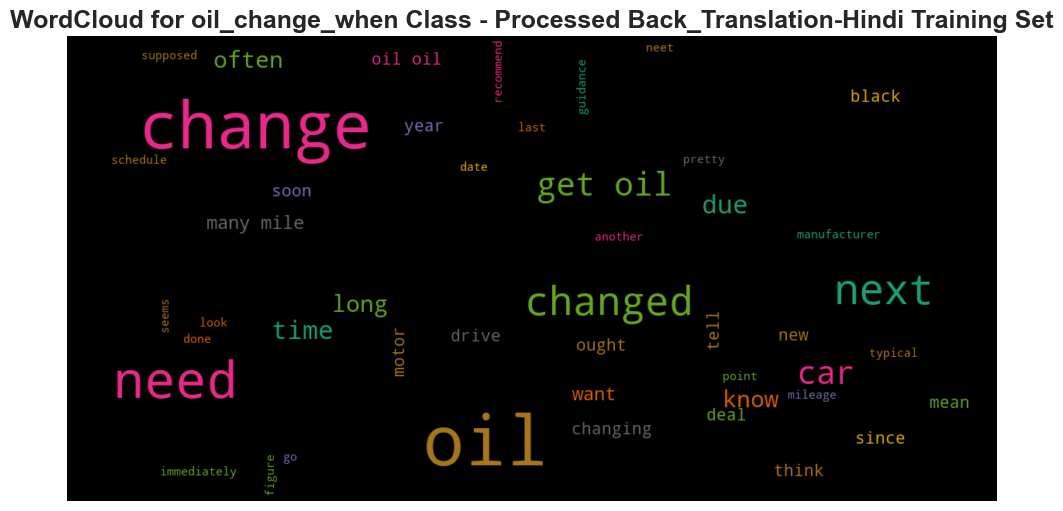 WordCloud for oil_change_when Class - Processed Back_Translation-Hindi Training Set
supposed
often
oil oil
recommend
neet
guidance
black
change
year
last
schedule
date
pretty
soon
get oil
due
many mile
another
manufacturer
next
changed
long
seems
look
done
time
motor
drive
ought
tell
new
typical
need
car
point
want
know
mileage
mean
deal
oil
changing
since
immediately
figure
go
think